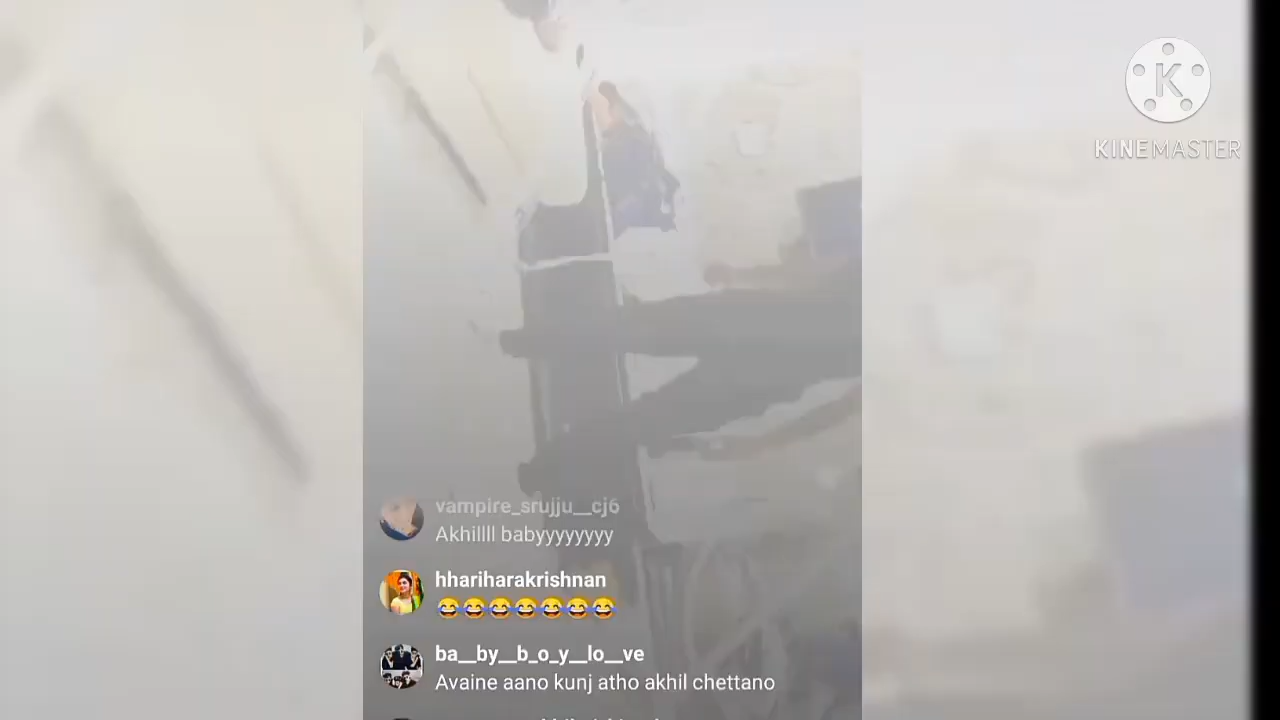 KINEMASTER
vampire_srujju__cj6
Akhillll babyyyyyyyy
hhariharakrishnan
😂😂😂😂😂😂😂
ba__by__b_o_y__lo__ve
Avaine aano kunj atho akhil chettano